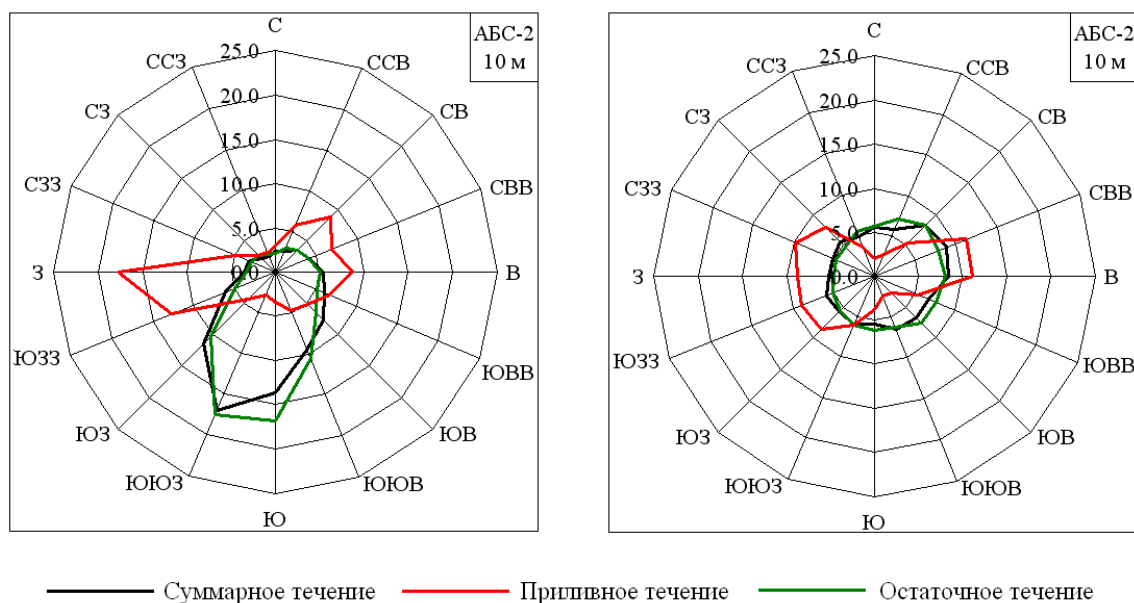 С
ССВ
СВ
СВВ
В
ЮВВ
ЮВ
ЮЮВ
Ю
ЮЮЗ
ЮЗ
ЮЗЗ
З
СЗЗ
СЗ
ССЗ
25.0
20.0
15.0
10.0
5.0
0.0
АБС-2
10 м
С
ССВ
СВ
СВВ
В
ЮВВ
ЮВ
ЮЮВ
Ю
ЮЮЗ
ЮЗ
ЮЗЗ
З
СЗЗ
СЗ
ССЗ
25.0
20.0
15.0
10.0
5.0
0.0
АБС-2
10 м
Суммарное течение Приливное течение Остаточное течение